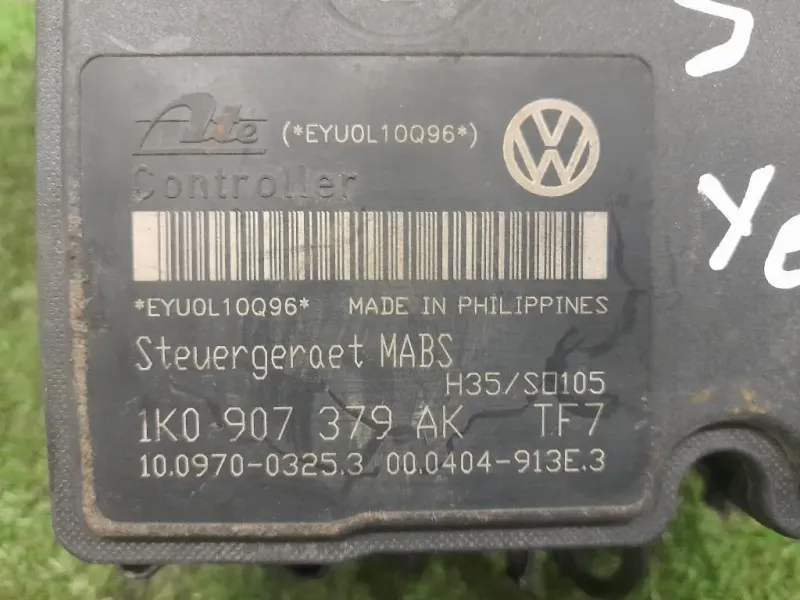 Ate (*EYU0L10Q96*)
Controller
*EYU0L10Q96* MADE IN PHILIPPINES
Steuergeraet MABS
H35/S0105
1K0 907 379 AK TF7
10.0970-0325.3 00.0404-913E.3